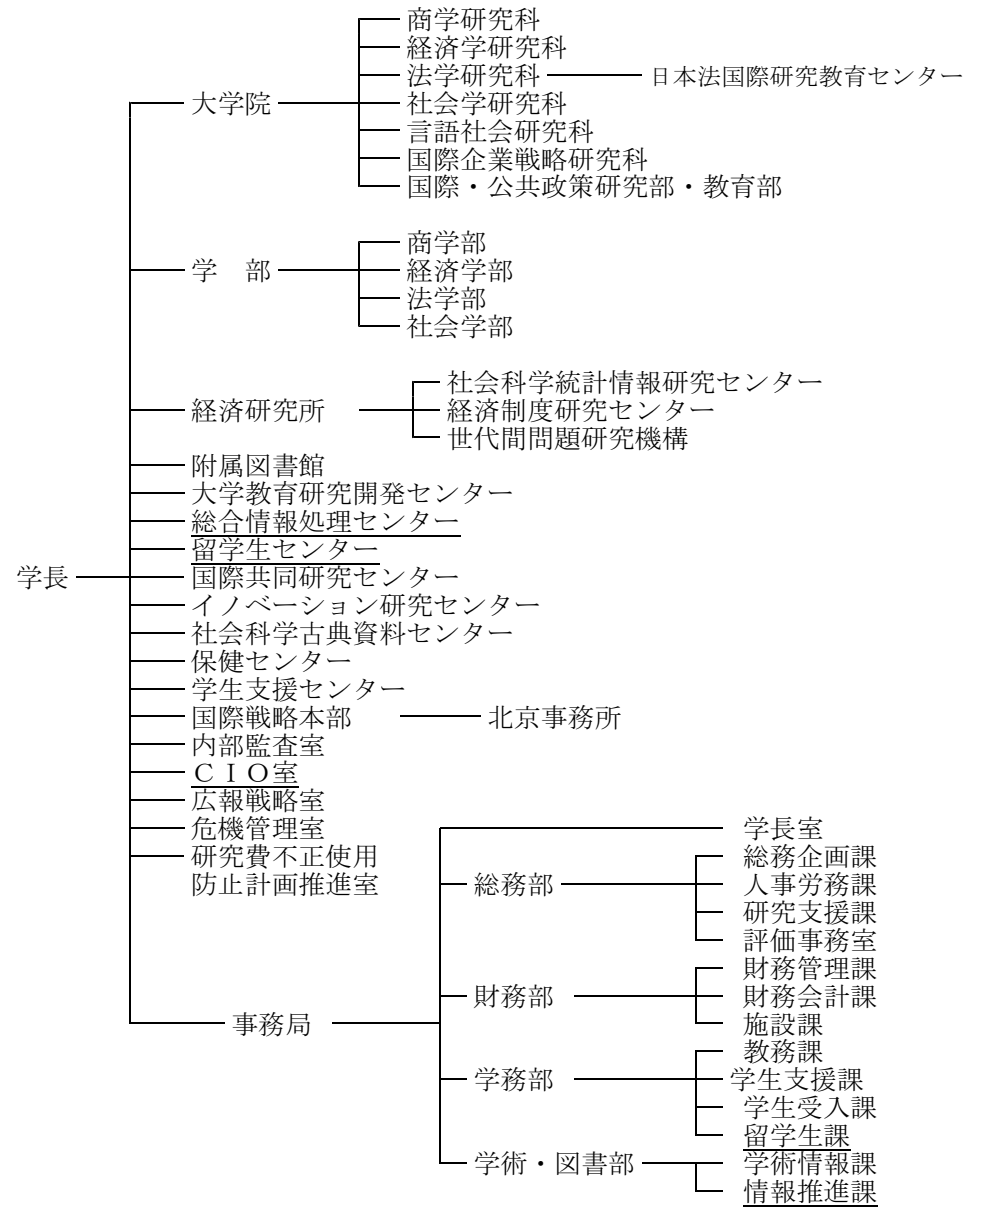 商学研究科
経済学研究科
法学研究科 日本法国際研究教育センター
大学院 社会学研究科
言語社会研究科
国際企業戦略研究科
国際・公共政策研究部・教育部
商学部
学　部 経済学部
法学部
社会学部
社会科学統計情報研究センター
経済研究所 経済制度研究センター
世代間問題研究機構
附属図書館
大学教育研究開発センター
総合情報処理センター
留学生センター
学長 国際共同研究センター
イノベーション研究センター
社会科学古典資料センター
保健センター
学生支援センター
国際戦略本部 北京事務所
内部監査室
ＣＩＯ室
広報戦略室
危機管理室 学長室
研究費不正使用 総務企画課
防止計画推進室 総務部 人事労務課
研究支援課
評価事務室
財務管理課
財務部 財務会計課
事務局 施設課
教務課
学務部 学生支援課
学生受入課
留学生課
学術・図書部 学術情報課
情報推進課